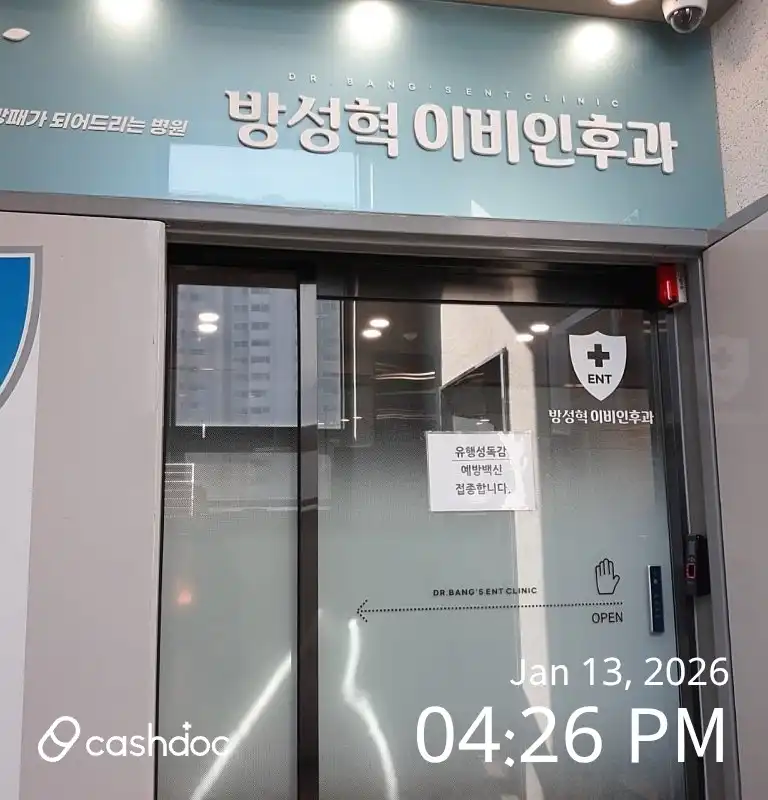 DR.BANG'S ENT CLINIC
되어드리는 병원
방성혁 이비인후과
ENT
방성혁 이비인후과
유행성독감
예방백신
접종합니다.
DR.BANG'S ENT CLINIC
OPEN
Jan 13, 2026
04:26 PM
cashdoc